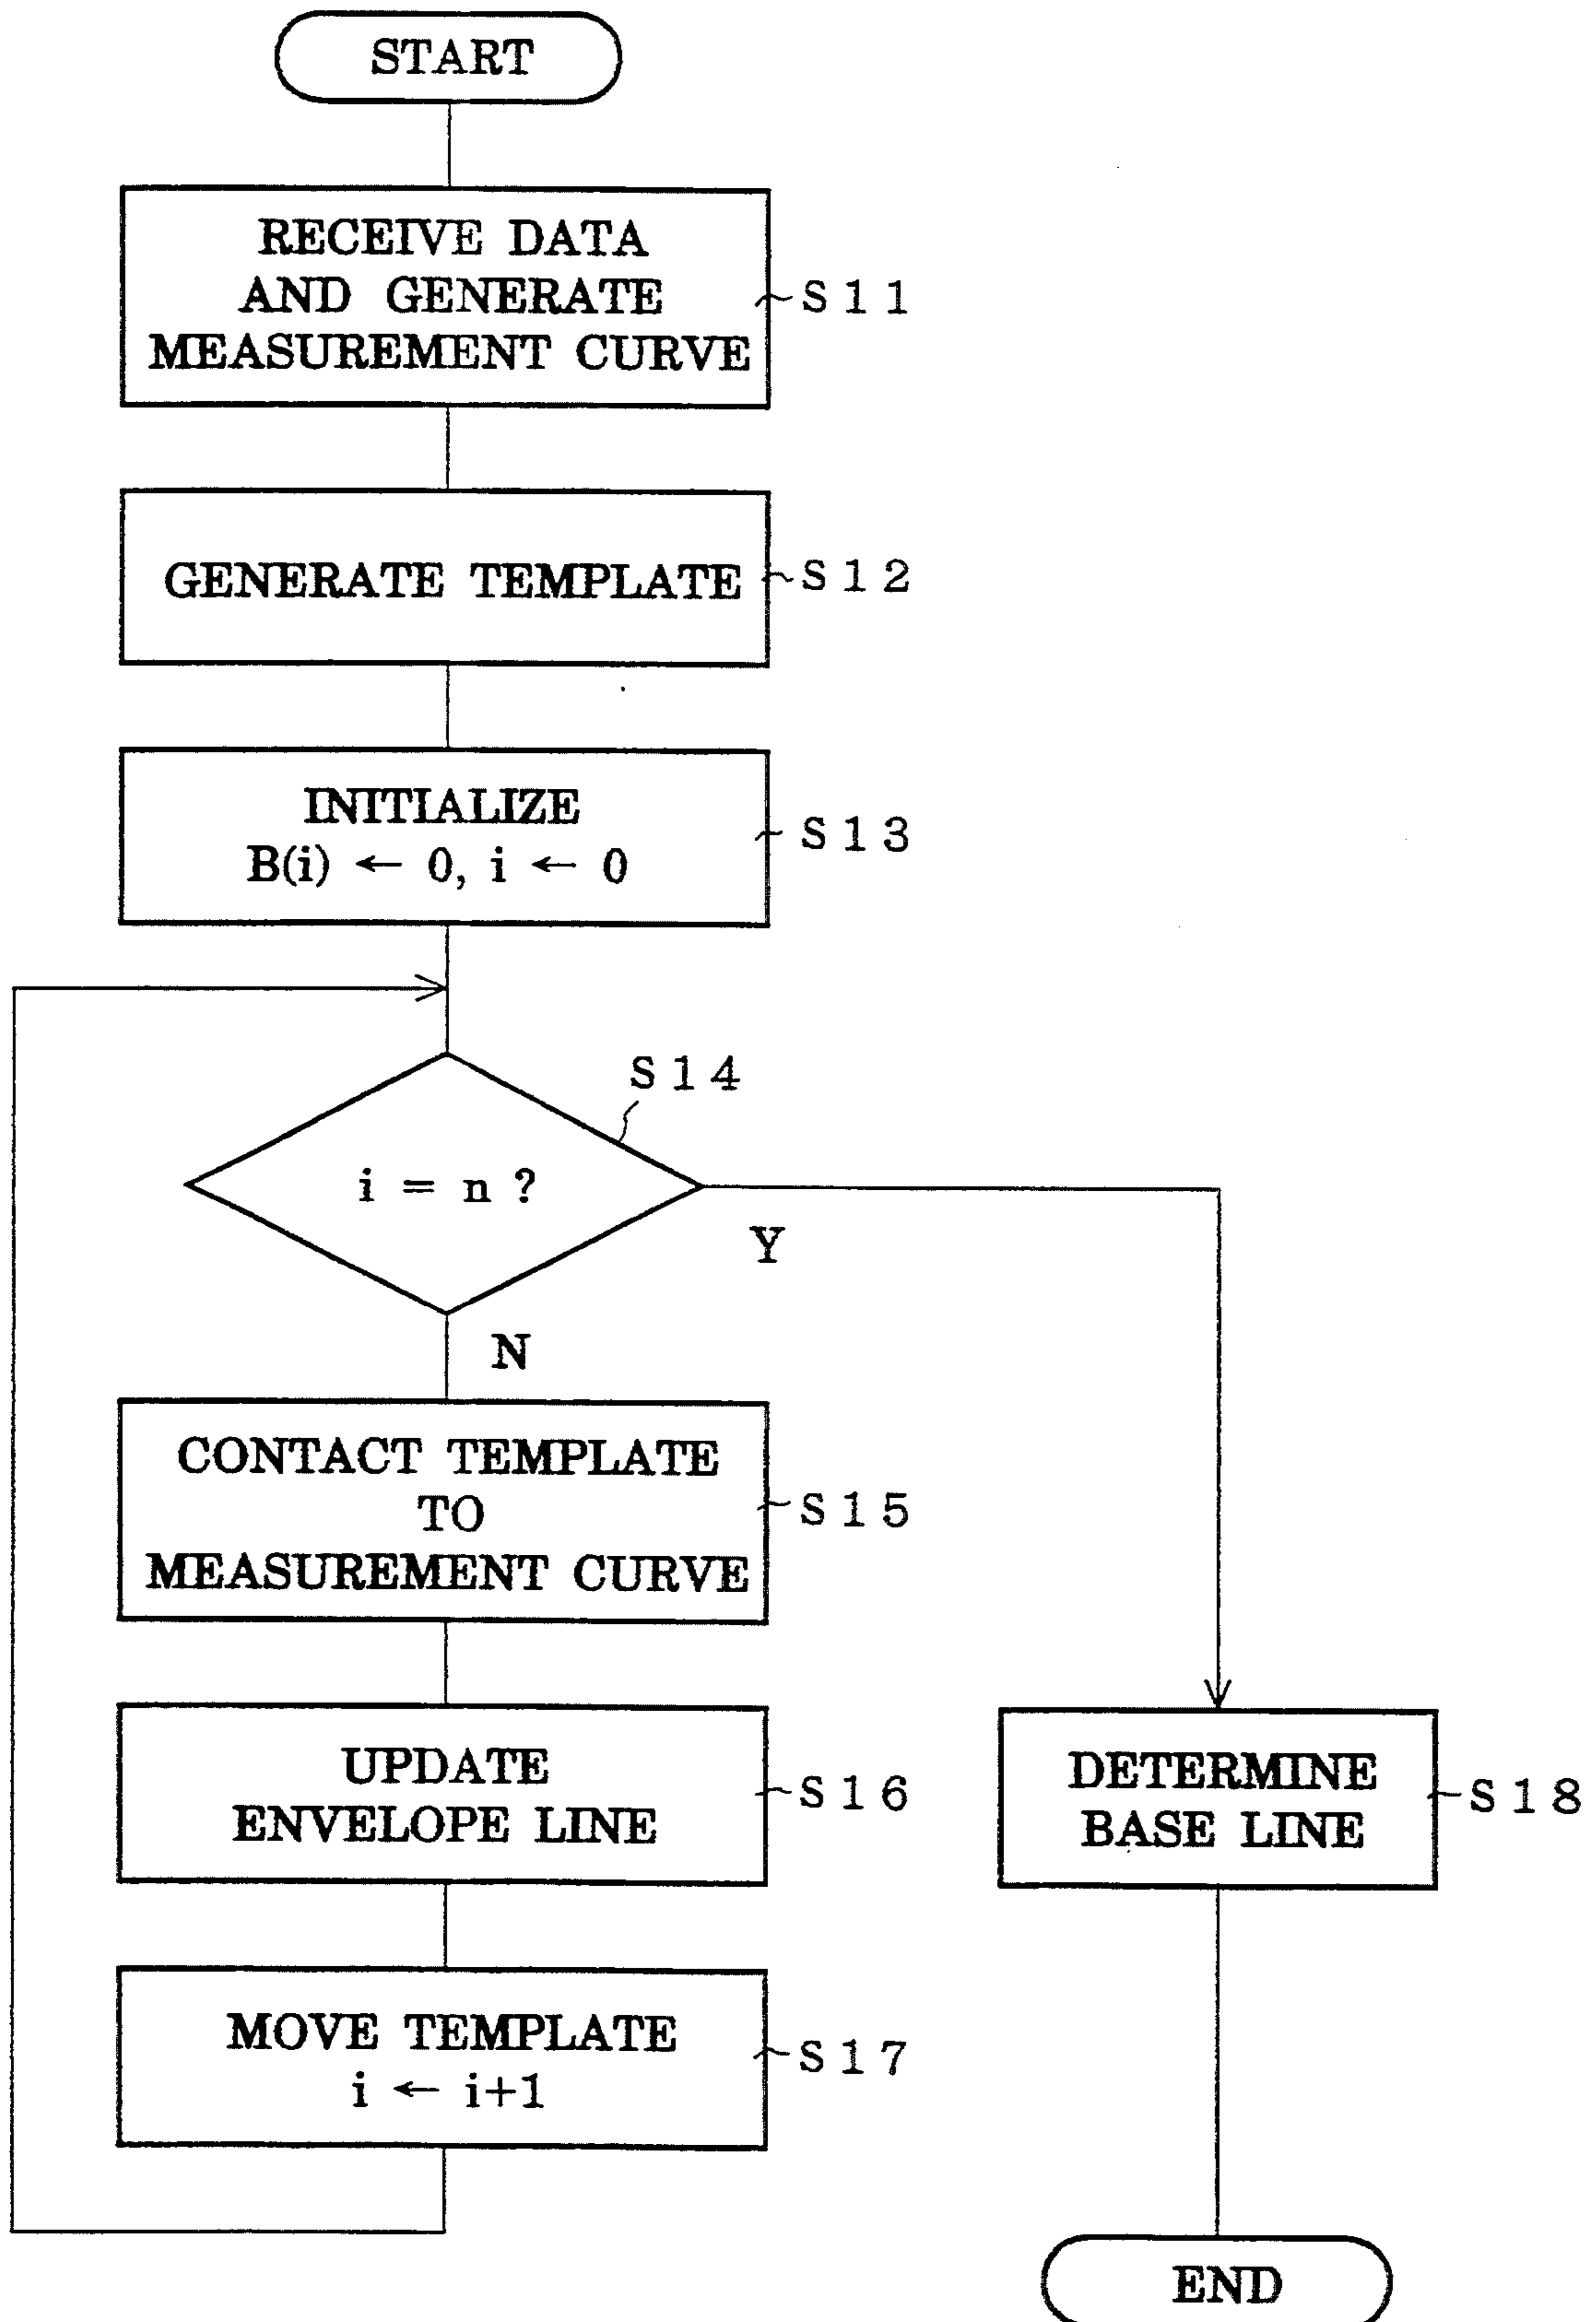 START
RECEIVE DATA
AND GENERATE
MEASUREMENT CURVE
S11
GENERATE TEMPLATE
S12
INITIALIZE
B(i) ← 0, i ← 0
S13
S14
i = n ?
Y
N
CONTACT TEMPLATE
TO
MEASUREMENT CURVE
S15
UPDATE
ENVELOPE LINE
S16
MOVE TEMPLATE
i ← i+1
S17
DETERMINE
BASE LINE
S18
END